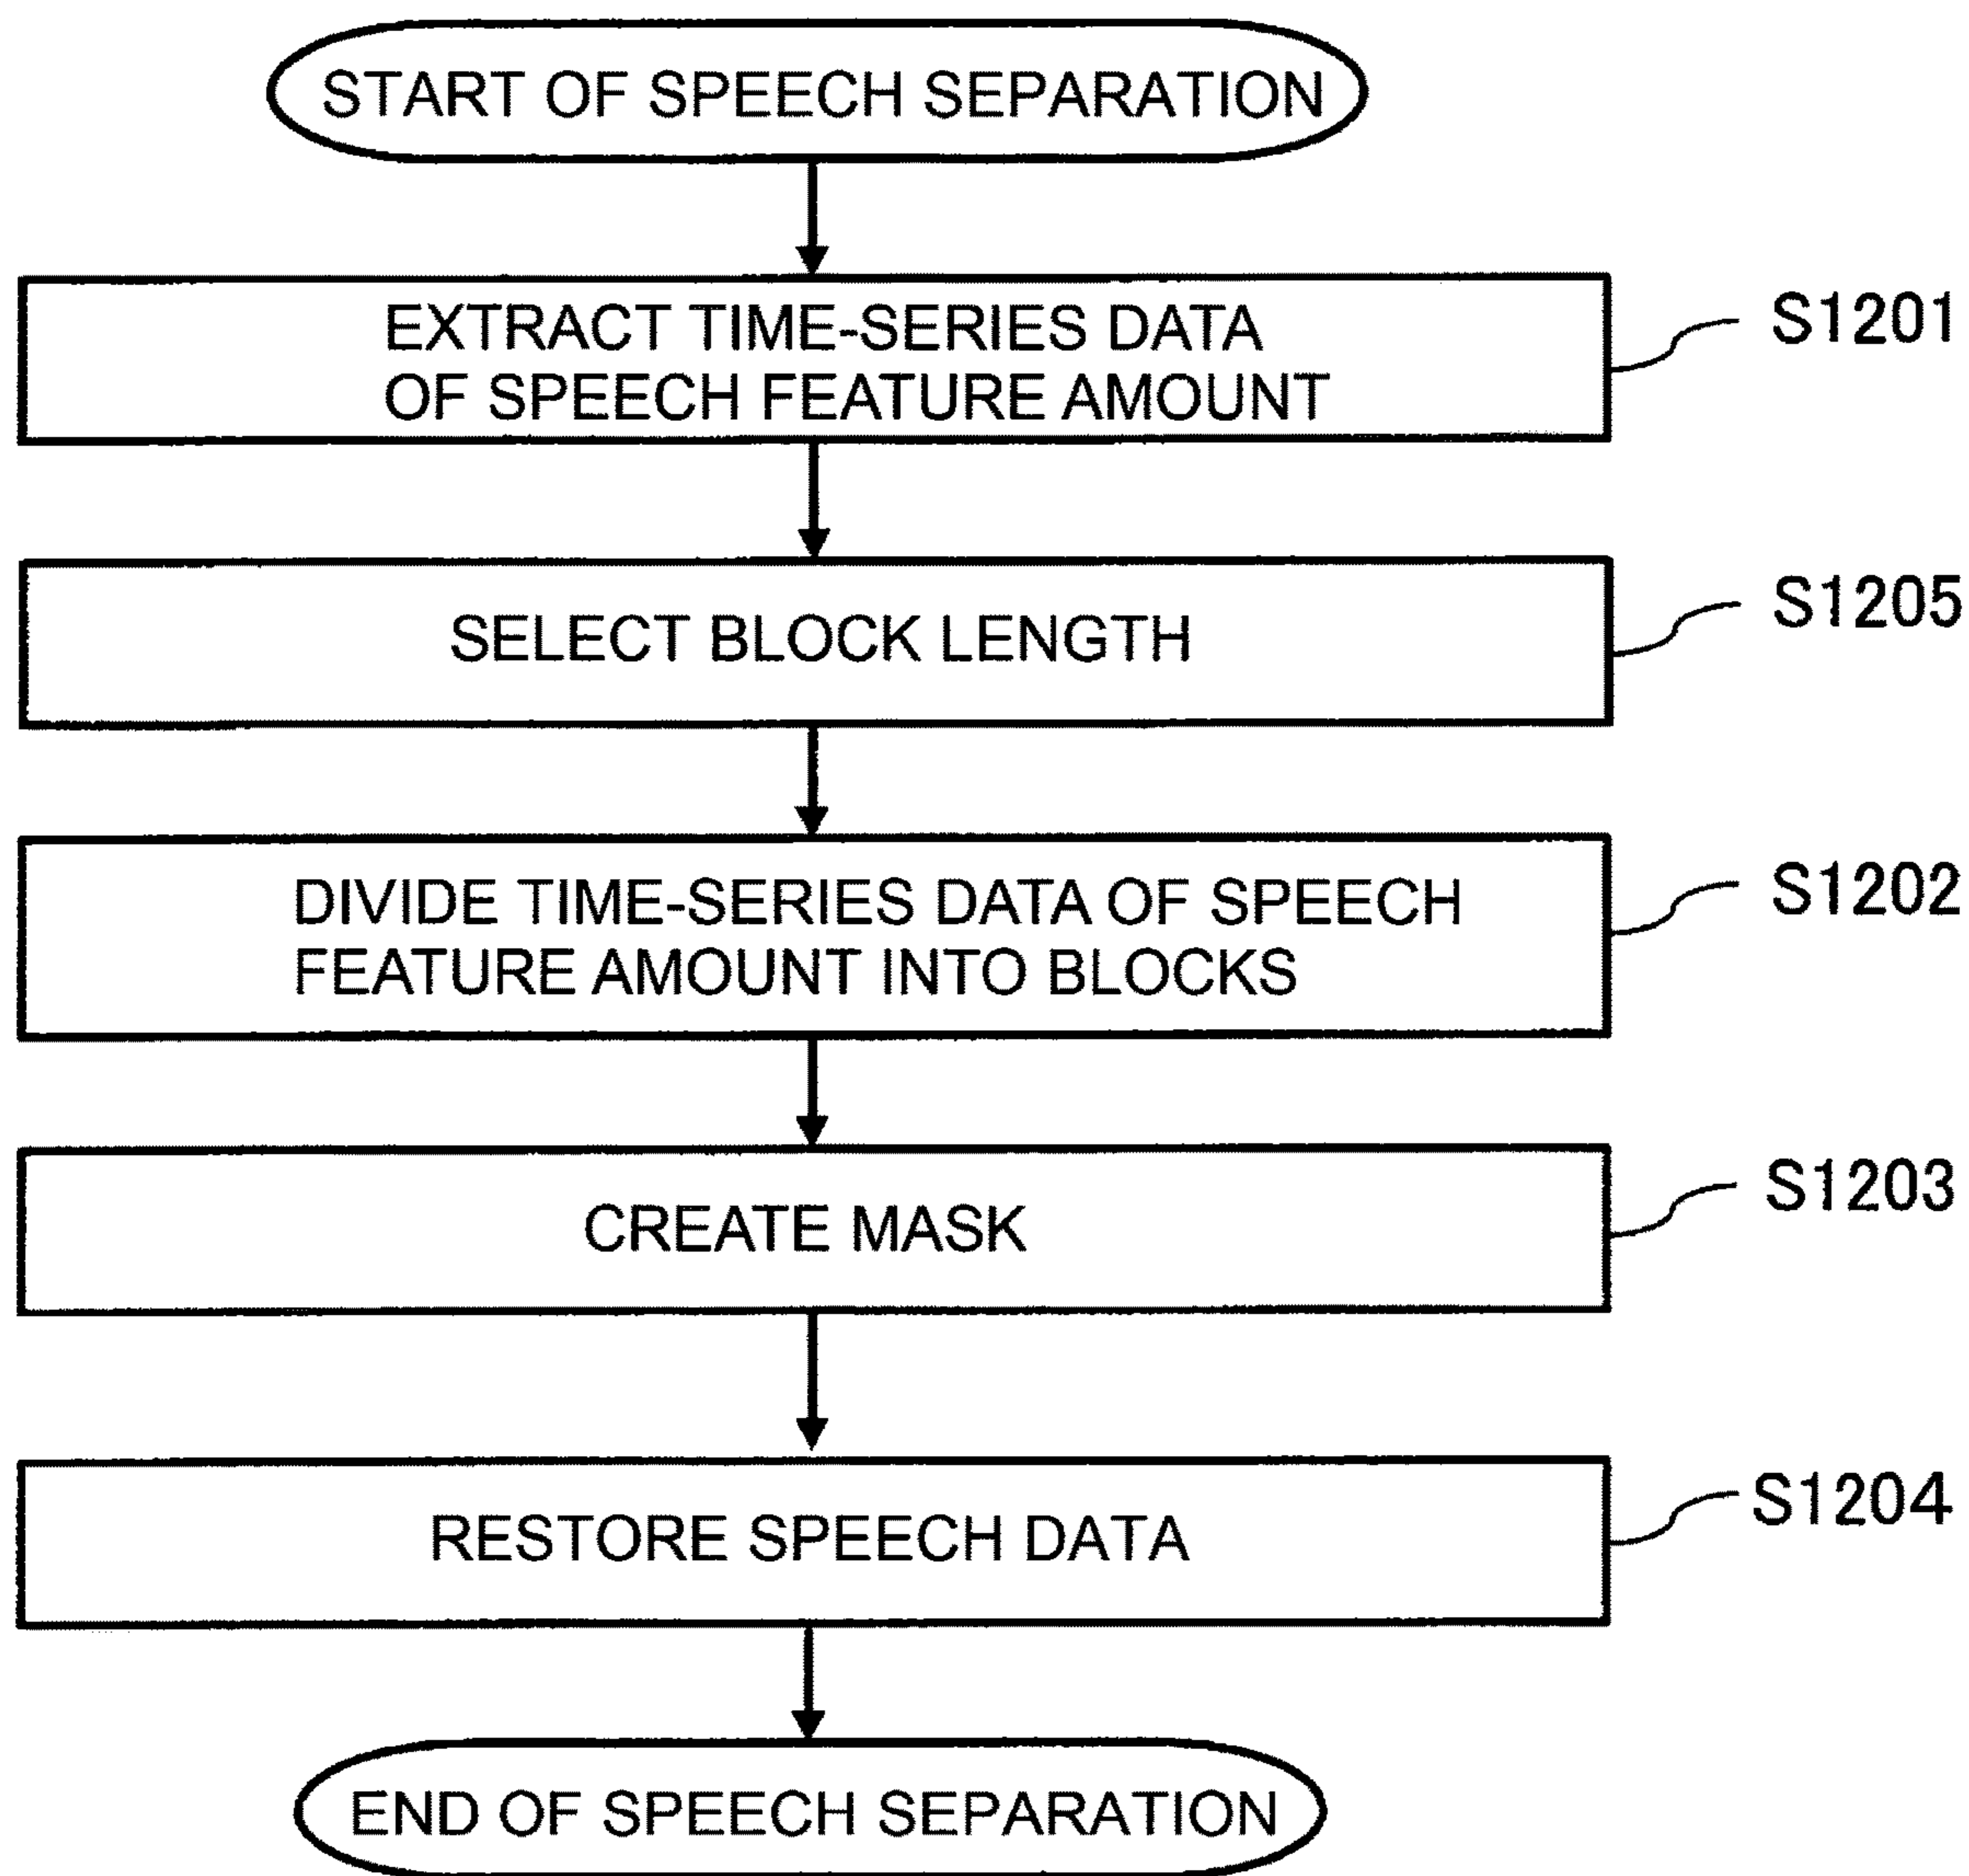 START OF SPEECH SEPARATION
EXTRACT TIME-SERIES DATA
OF SPEECH FEATURE AMOUNT
S1201
SELECT BLOCK LENGTH
S1205
DIVIDE TIME-SERIES DATA OF SPEECH
FEATURE AMOUNT INTO BLOCKS
S1202
CREATE MASK
S1203
RESTORE SPEECH DATA
S1204
END OF SPEECH SEPARATION